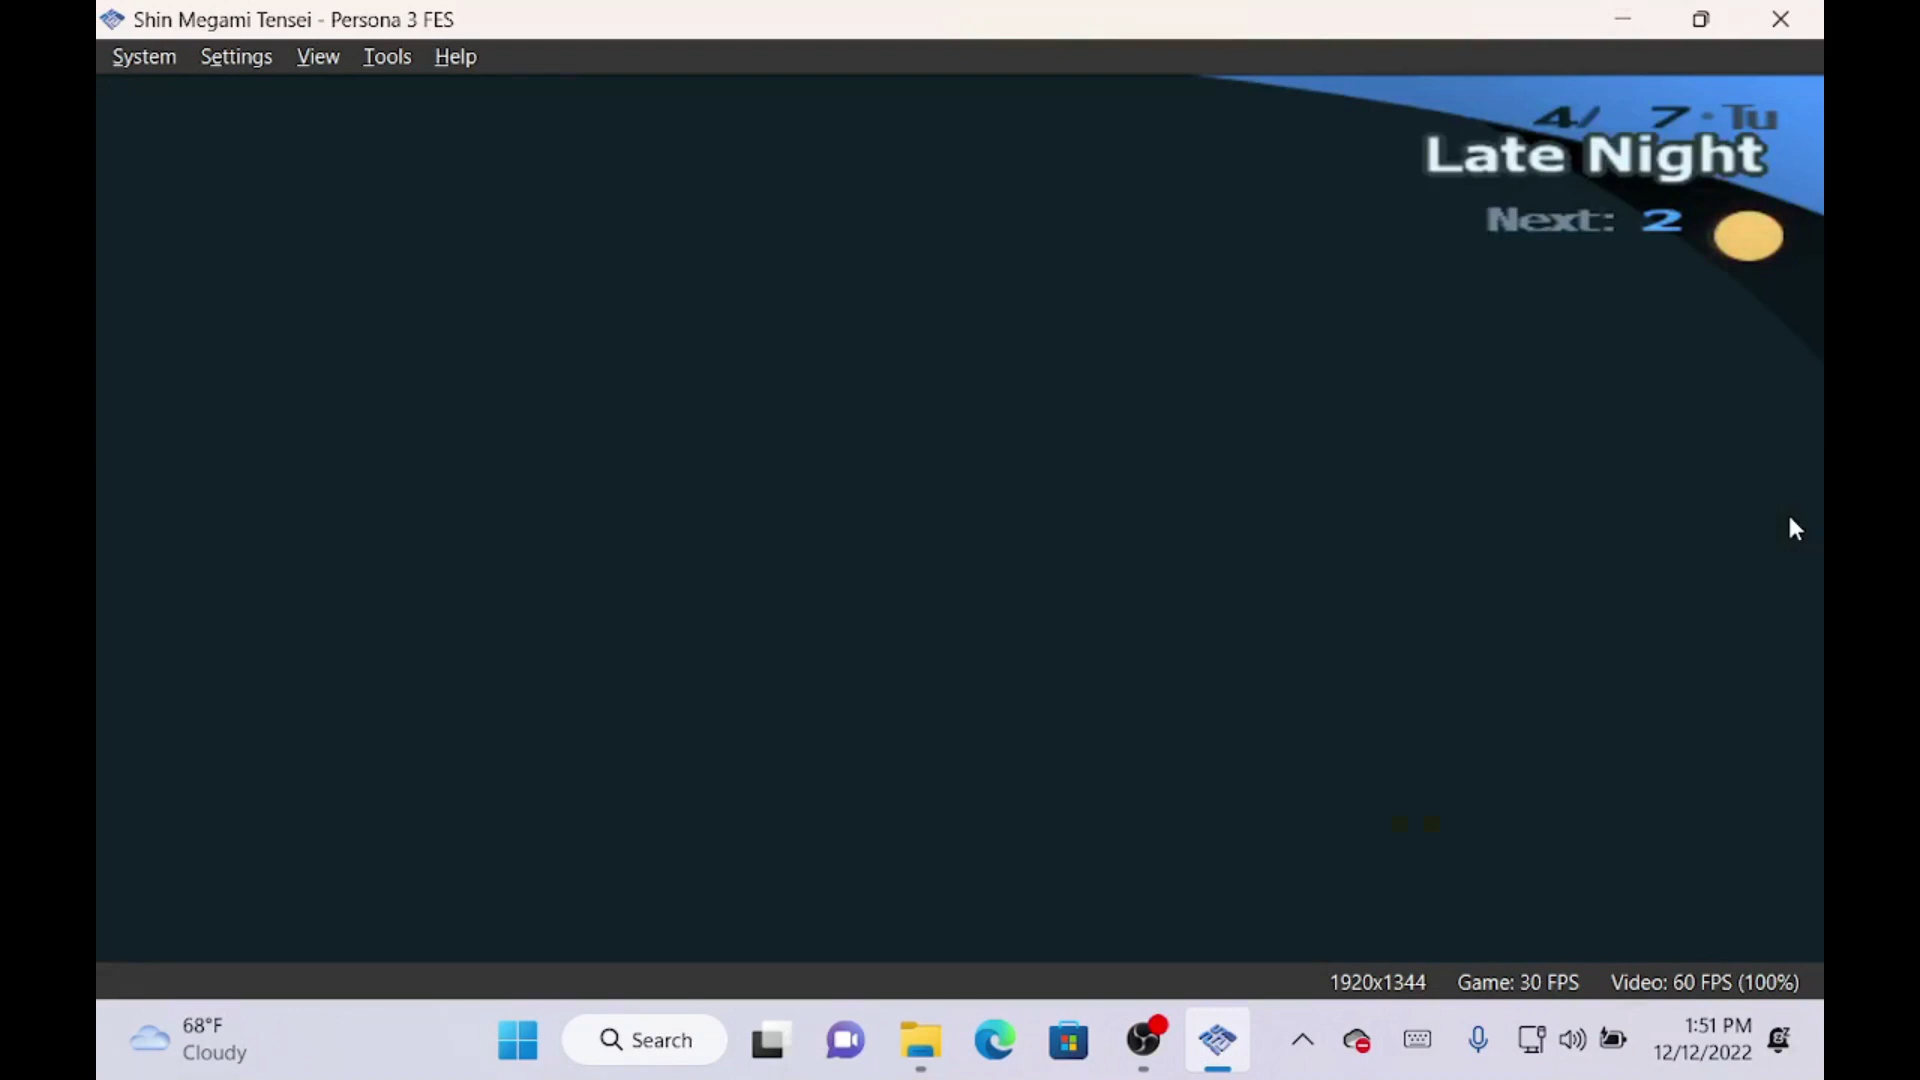 Shin Megami Tensei - Persona 3 FES
System Settings View Tools Help
4/ 7 · Tu
Late Night
Next: 2
1920x1344 Game: 30 FPS Video: 60 FPS (100%)
68°F
Cloudy
Search
1:51 PM
12/12/2022